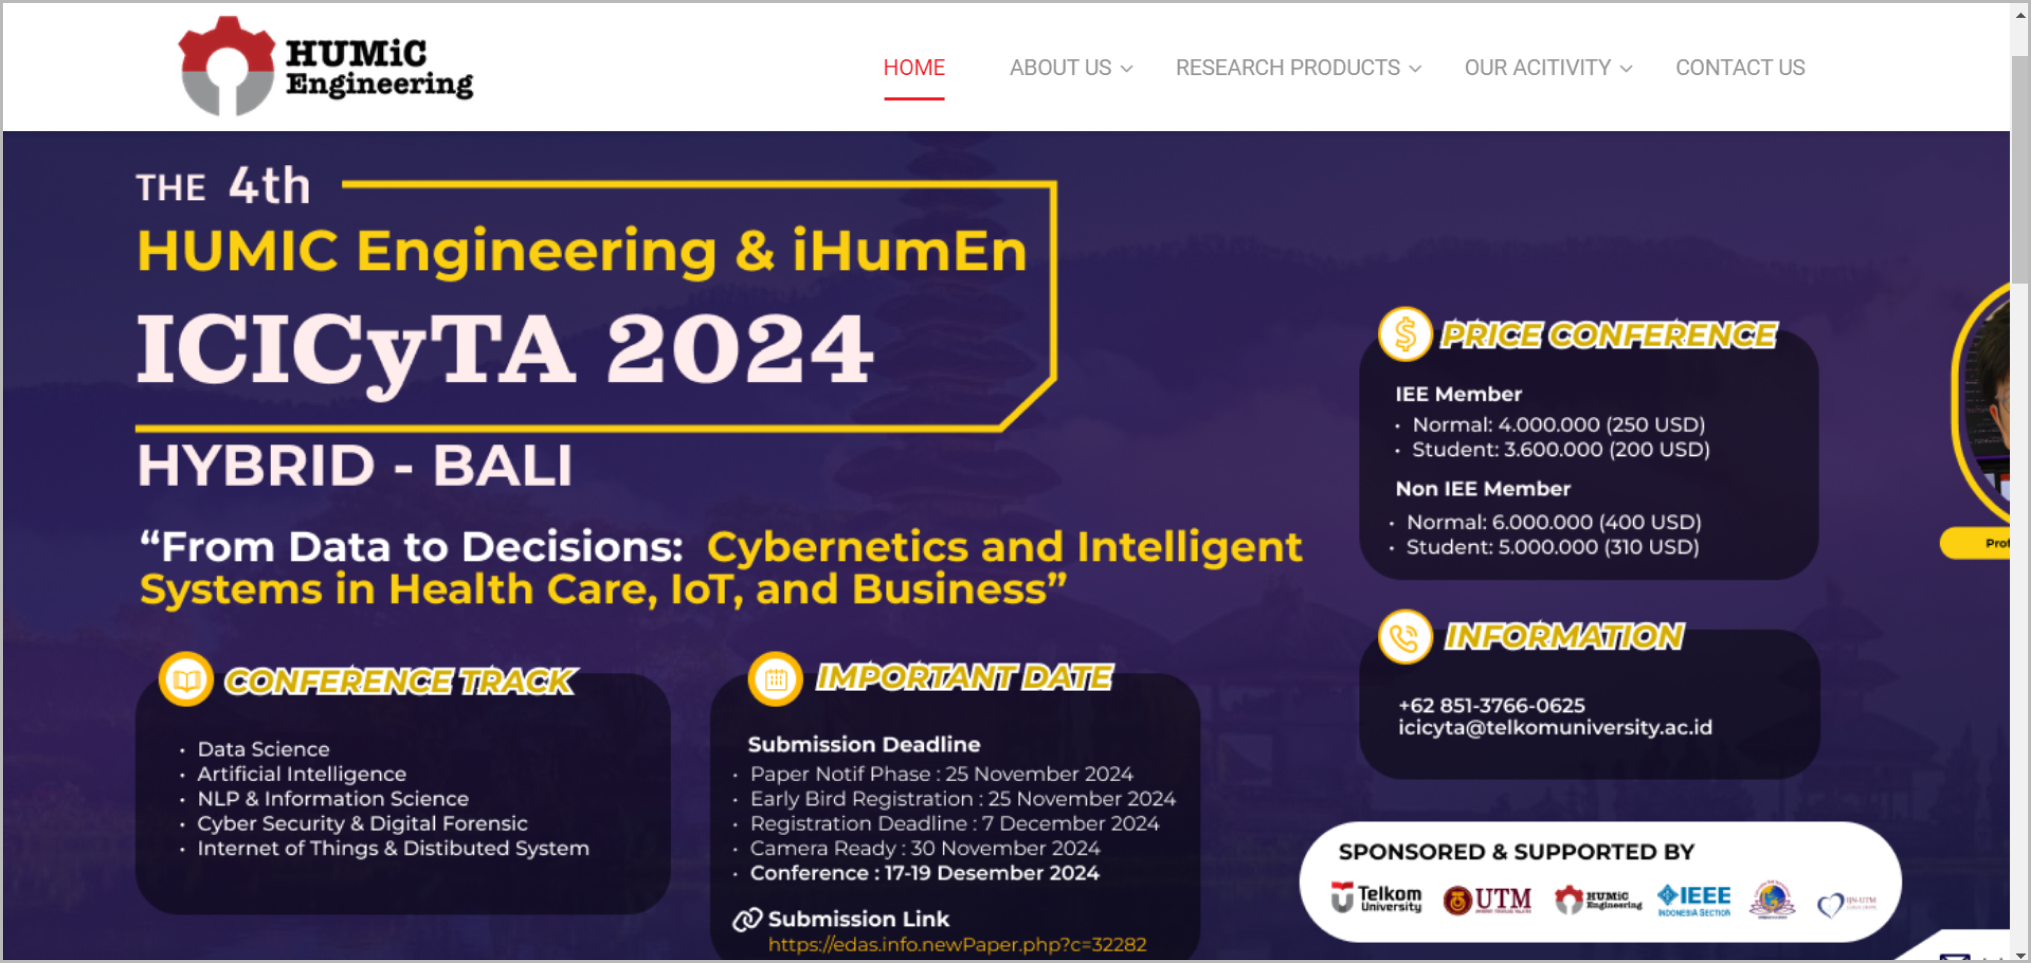 HUMiC
Engineering
HOME
ABOUT US
RESEARCH PRODUCTS
OUR ACITIVITY
CONTACT US
THE 4th
HUMIC Engineering & iHumEn
ICICyTA 2024
HYBRID - BALI
“From Data to Decisions: Cybernetics and Intelligent
Systems in Health Care, IoT, and Business”
CONFERENCE TRACK
• Data Science
• Artificial Intelligence
• NLP & Information Science
• Cyber Security & Digital Forensic
• Internet of Things & Distibuted System
IMPORTANT DATE
Submission Deadline
• Paper Notif Phase : 25 November 2024
• Early Bird Registration : 25 November 2024
• Registration Deadline : 7 December 2024
• Camera Ready : 30 November 2024
• Conference : 17-19 Desember 2024
Submission Link
https://edas.info.newPaper.php?c=32282
PRICE CONFERENCE
IEE Member
• Normal: 4.000.000 (250 USD)
• Student: 3.600.000 (200 USD)
Non IEE Member
• Normal: 6.000.000 (400 USD)
• Student: 5.000.000 (310 USD)
INFORMATION
+62 851-3766-0625
icicyta@telkomuniversity.ac.id
Prof
SPONSORED & SUPPORTED BY
Telkom
University
UTM
HUMiC
Engineering
IEEE
INDONESIA SECTION
IJN-UTM